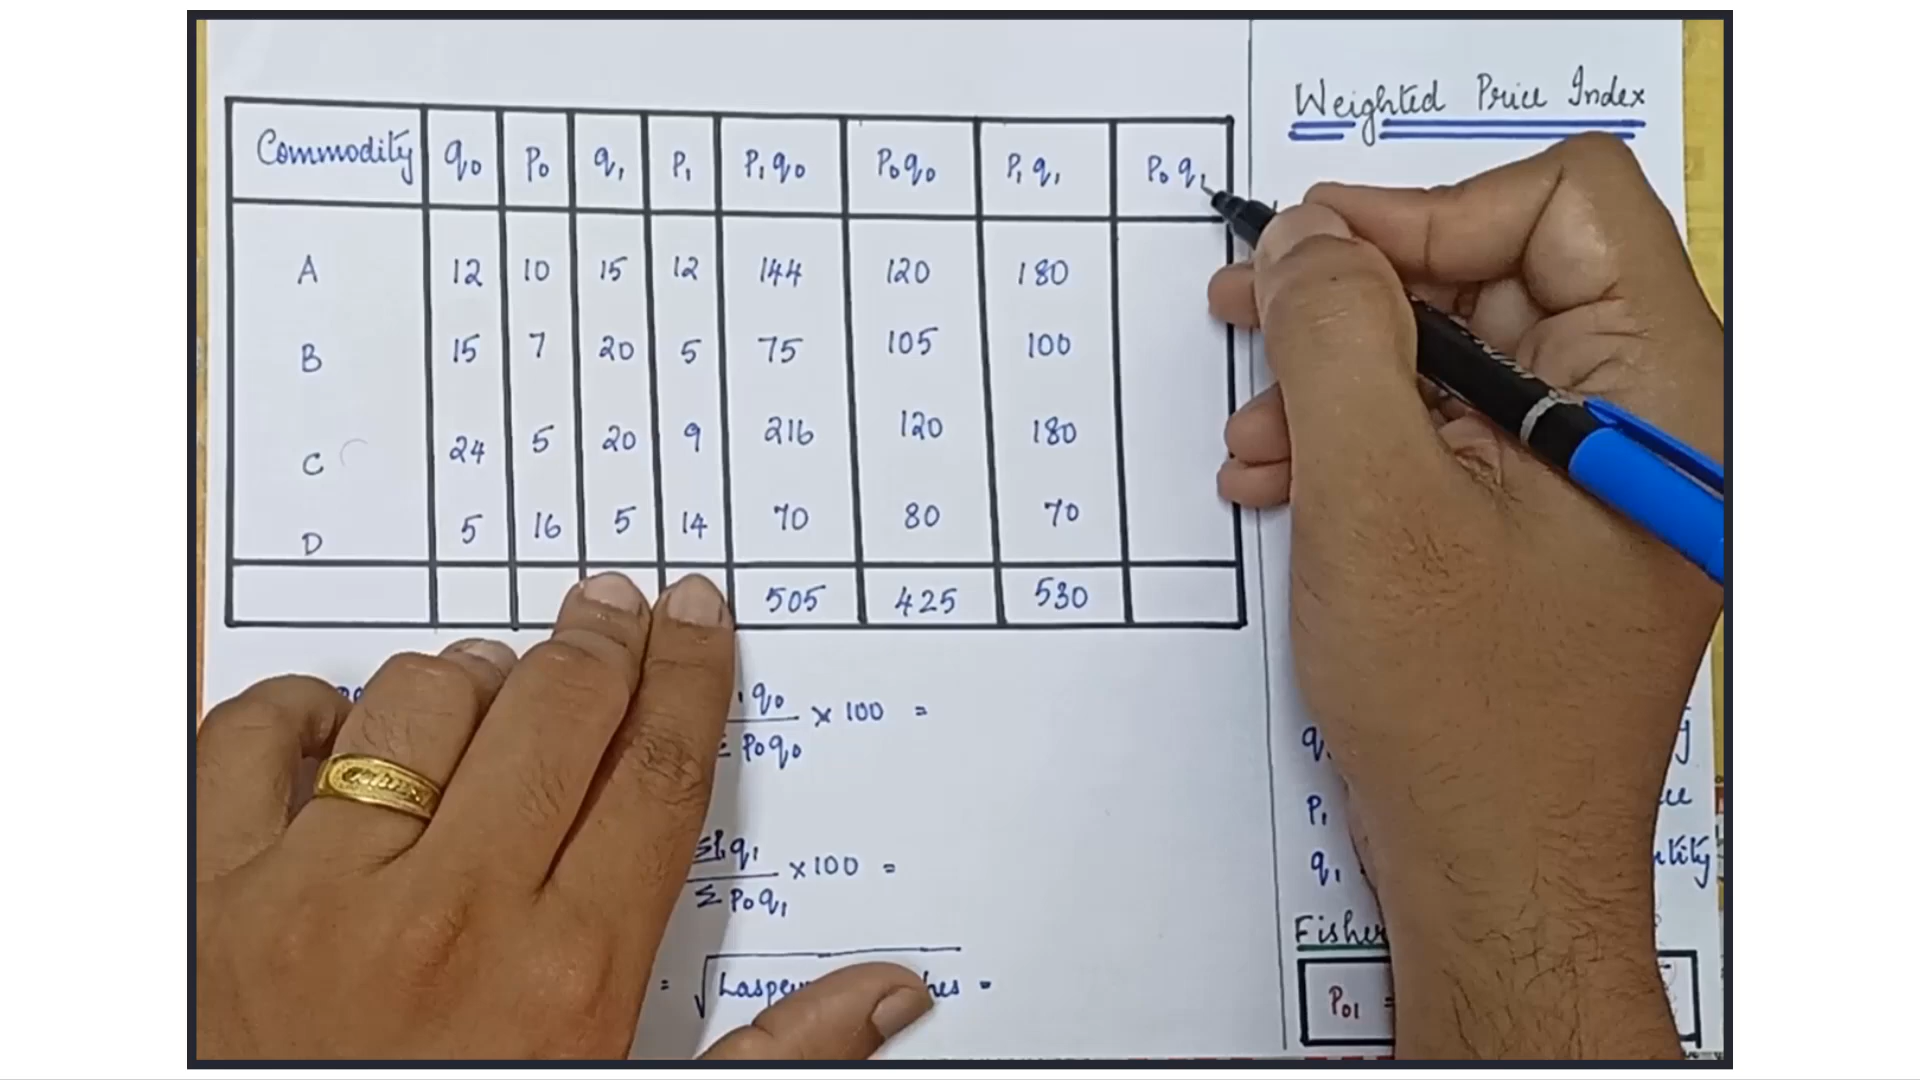 Weighted Price Index
Commodity q0 P0 q1 P1 P1q0 P0q0 P1q1 P0q1
A 12 10 15 12 144 120 180
B 15 7 20 5 75 105 100
C 24 5 20 9 216 120 180
D 5 16 5 14 70 80 70
505 425 530
q0 × 100 =
P0q0
ΣP1q1 ×100 =
Σ P0q1
= √ =
P1
q1
Fisher
P01 =